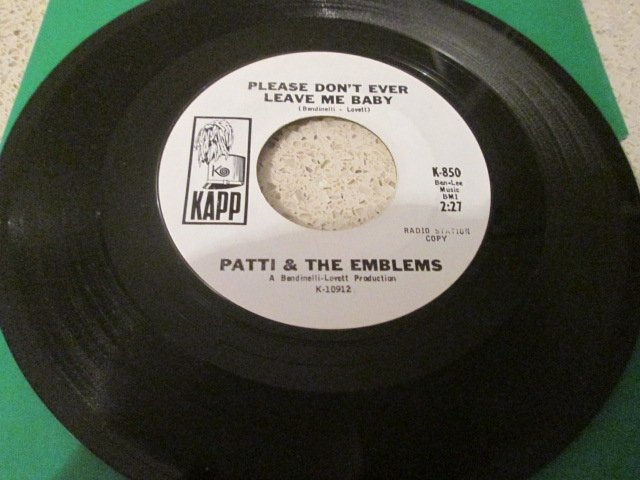 PLEASE DON'T EVER
LEAVE ME BABY
(Bendinelli - Lovett)
K
KAPP
K-850
Ben-Lee
Music
BMI
2:27
RADIO STATION
COPY
PATTI & THE EMBLEMS
A Bendinelli-Lovett Production
K-10912